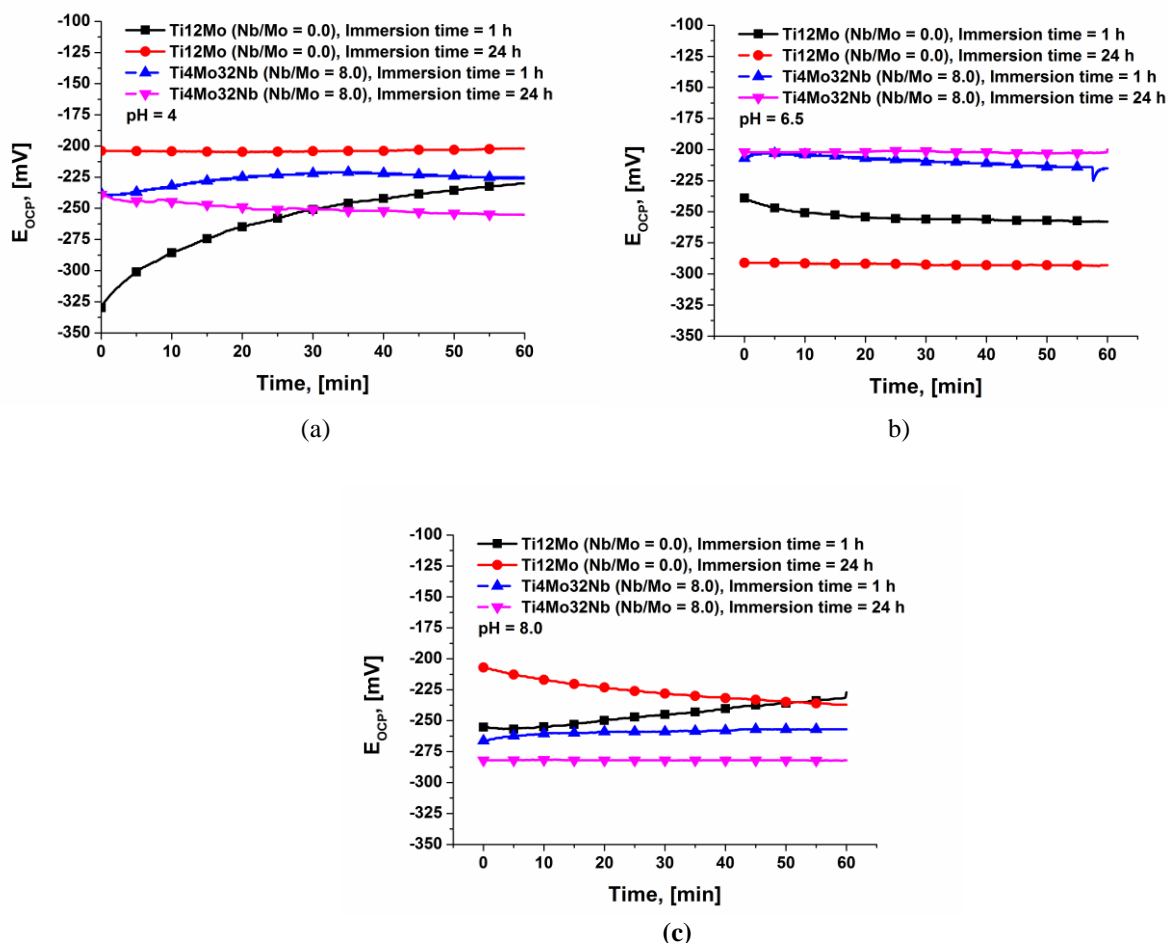 -100
-125
-150
-175
-200
-225
-250
-275
-300
-325
-350
E_OCP, [mV]
Ti12Mo (Nb/Mo = 0.0), Immersion time = 1 h
Ti12Mo (Nb/Mo = 0.0), Immersion time = 24 h
Ti4Mo32Nb (Nb/Mo = 8.0), Immersion time = 1 h
Ti4Mo32Nb (Nb/Mo = 8.0), Immersion time = 24 h
pH = 4
0 10 20 30 40 50 60
Time, [min]
(a)
-100
-125
-150
-175
-200
-225
-250
-275
-300
-325
-350
E_OCP, [mV]
Ti12Mo (Nb/Mo = 0.0), Immersion time = 1 h
Ti12Mo (Nb/Mo = 0.0), Immersion time = 24 h
Ti4Mo32Nb (Nb/Mo = 8.0), Immersion time = 1 h
Ti4Mo32Nb (Nb/Mo = 8.0), Immersion time = 24 h
pH = 6.5
0 10 20 30 40 50 60
Time, [min]
b)
-100
-125
-150
-175
-200
-225
-250
-275
-300
-325
-350
E_OCP, [mV]
Ti12Mo (Nb/Mo = 0.0), Immersion time = 1 h
Ti12Mo (Nb/Mo = 0.0), Immersion time = 24 h
Ti4Mo32Nb (Nb/Mo = 8.0), Immersion time = 1 h
Ti4Mo32Nb (Nb/Mo = 8.0), Immersion time = 24 h
pH = 8.0
0 10 20 30 40 50 60
Time, [min]
(c)